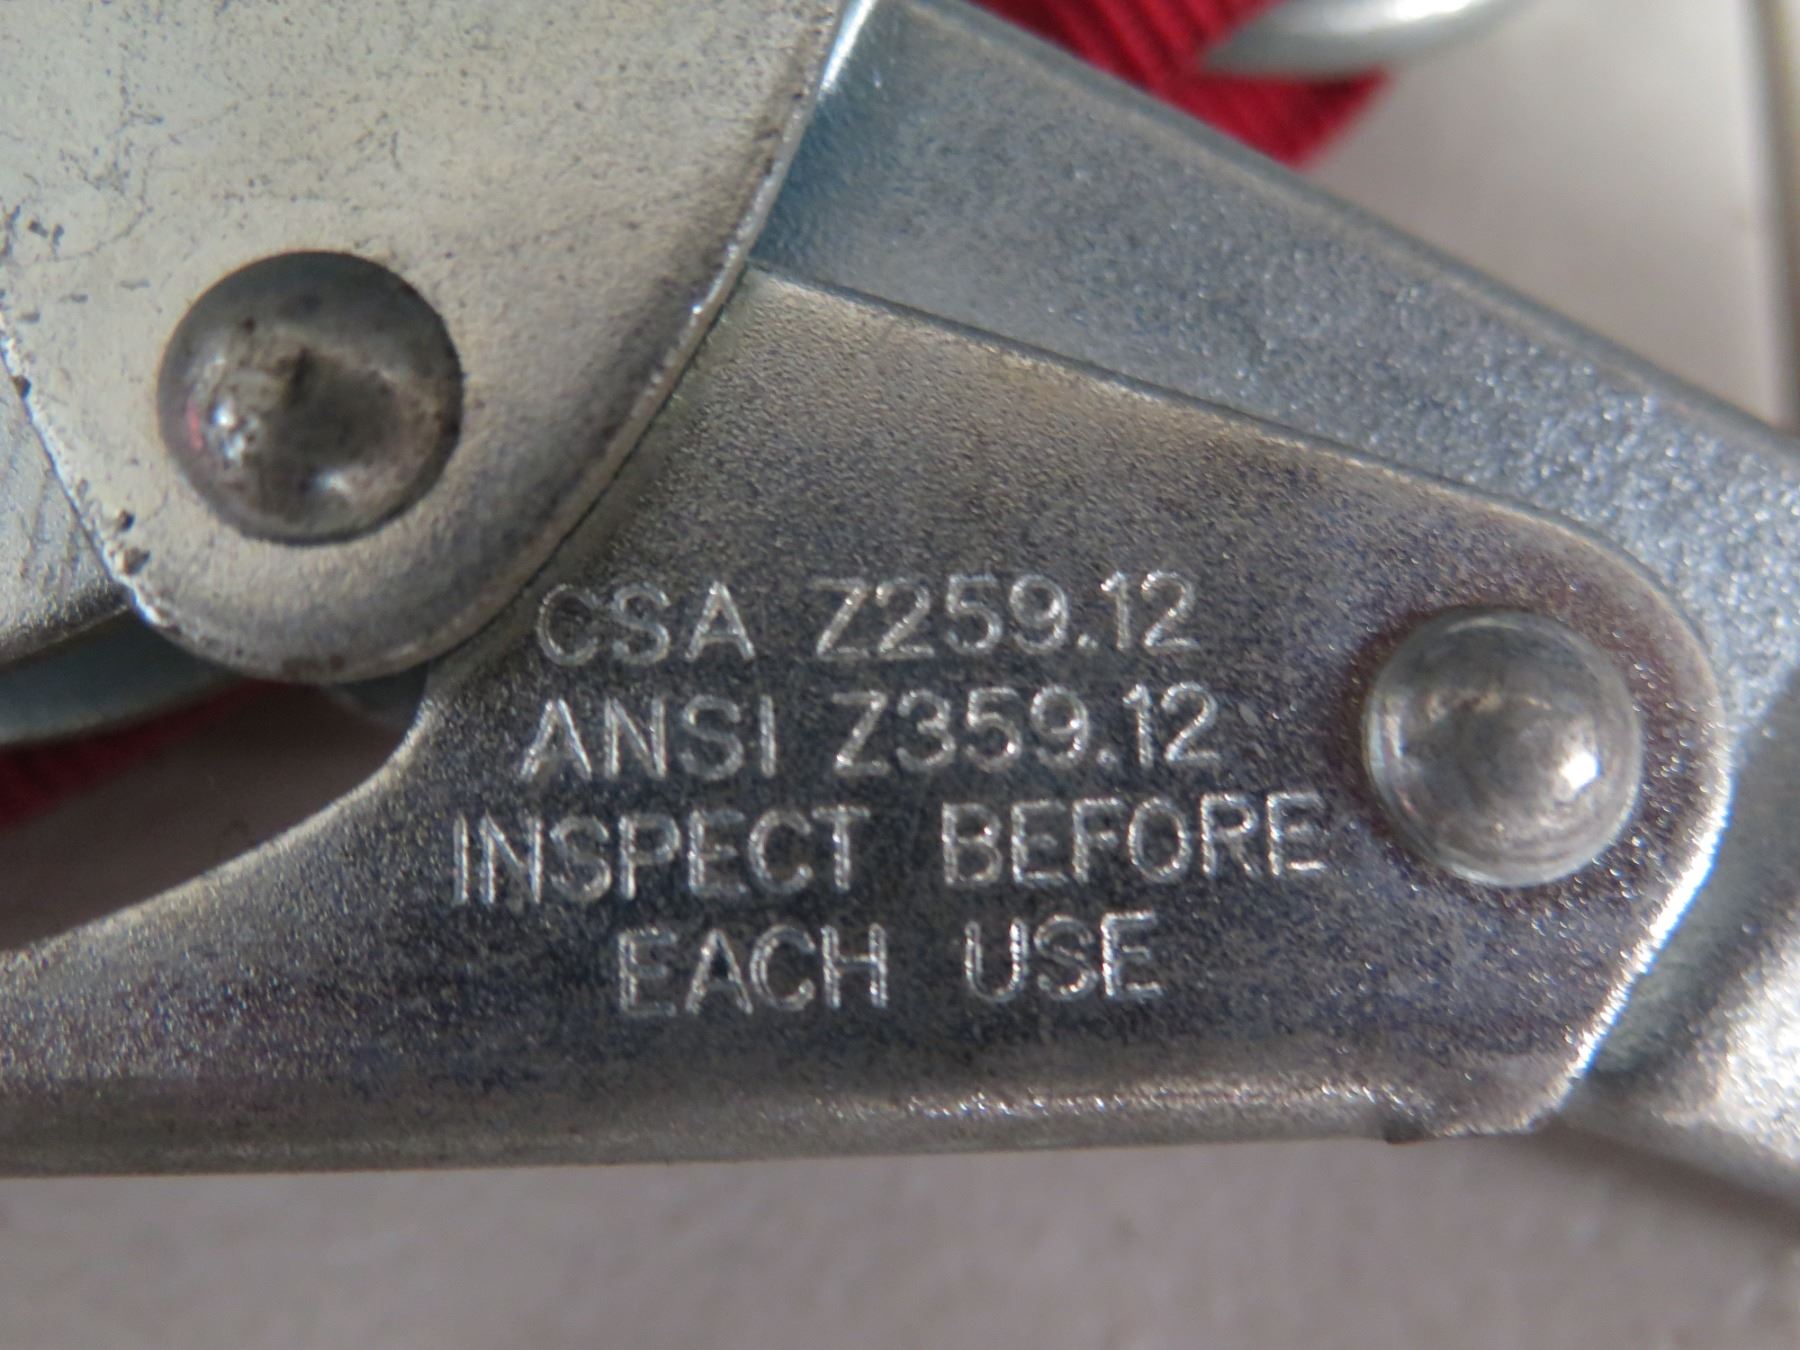 CSA Z259.12
ANSI Z359.12
INSPECT BEFORE
EACH USE